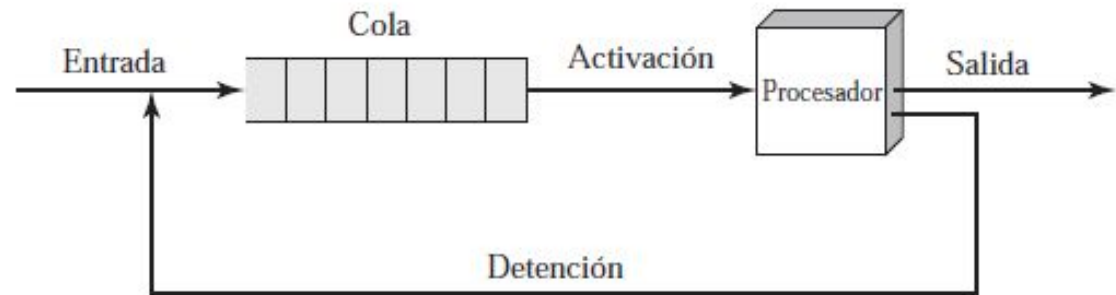 Cola
Entrada
Activación
Procesador
Salida
Detención